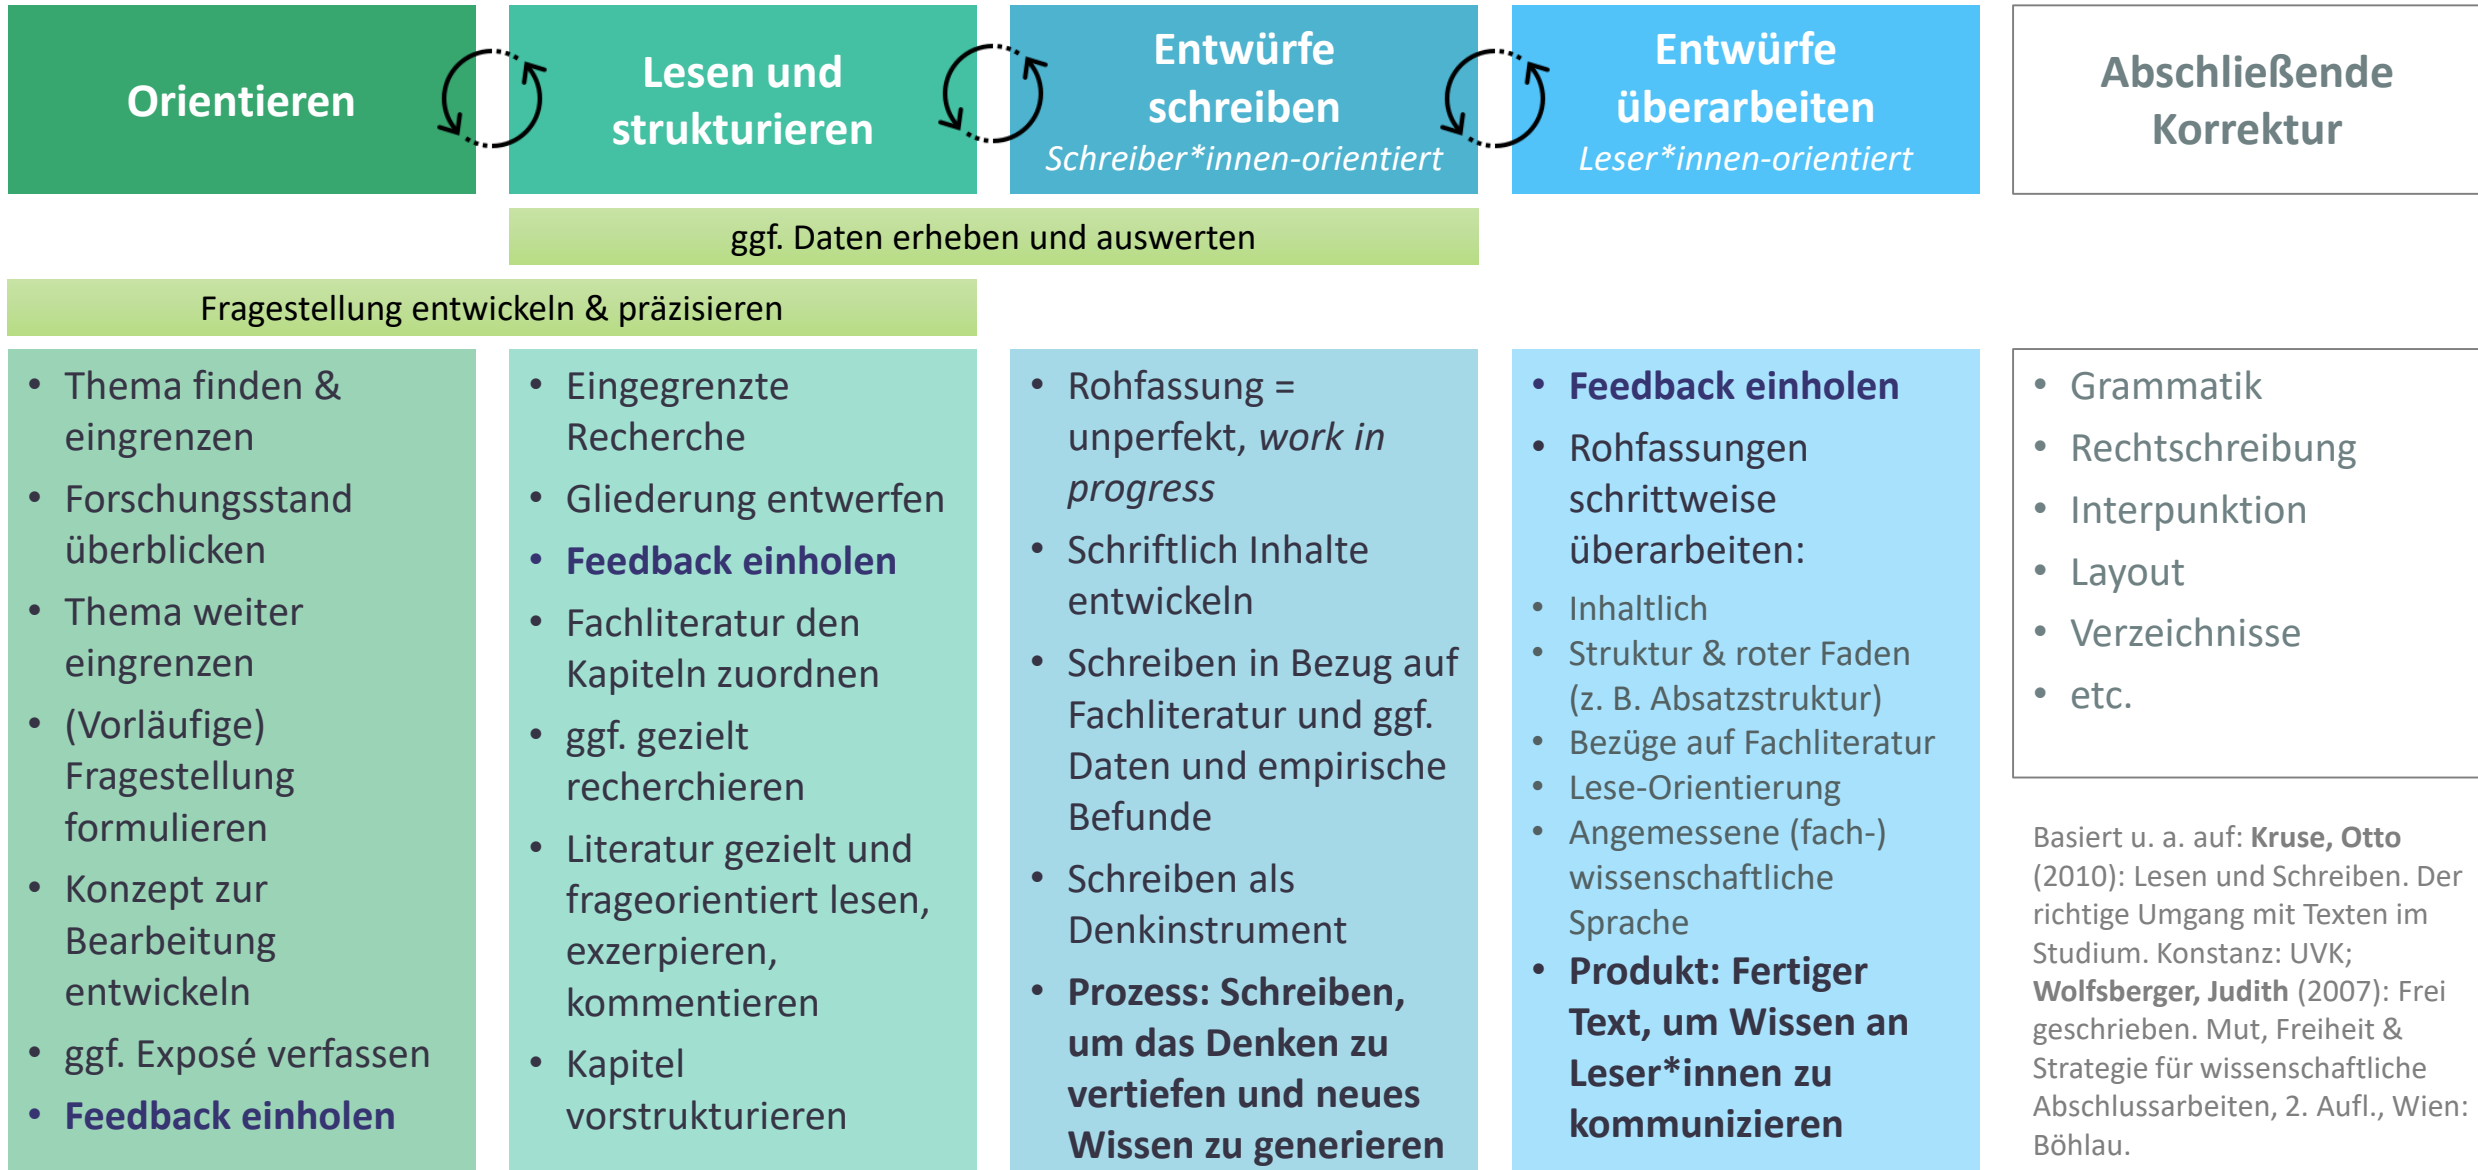 Orientieren
Lesen und
strukturieren
Entwürfe
schreiben
Schreiber*innen-orientiert
Entwürfe
überarbeiten
Leser*innen-orientiert
Abschließende
Korrektur
ggf. Daten erheben und auswerten
Fragestellung entwickeln & präzisieren
• Thema finden &
eingrenzen
• Forschungsstand
überblicken
• Thema weiter
eingrenzen
• (Vorläufige)
Fragestellung
formulieren
• Konzept zur
Bearbeitung
entwickeln
• ggf. Exposé verfassen
• Feedback einholen
• Eingegrenzte
Recherche
• Gliederung entwerfen
• Feedback einholen
• Fachliteratur den
Kapiteln zuordnen
• ggf. gezielt
recherchieren
• Literatur gezielt und
frageorientiert lesen,
exzerpieren,
kommentieren
• Kapitel
vorstrukturieren
• Rohfassung =
unperfekt, work in
progress
• Schriftlich Inhalte
entwickeln
• Schreiben in Bezug auf
Fachliteratur und ggf.
Daten und empirische
Befunde
• Schreiben als
Denkinstrument
• Prozess: Schreiben,
um das Denken zu
vertiefen und neues
Wissen zu generieren
• Feedback einholen
• Rohfassungen
schrittweise
überarbeiten:
• Inhaltlich
• Struktur & roter Faden
(z. B. Absatzstruktur)
• Bezüge auf Fachliteratur
• Lese-Orientierung
• Angemessene (fach-)
wissenschaftliche
Sprache
• Produkt: Fertiger
Text, um Wissen an
Leser*innen zu
kommunizieren
• Grammatik
• Rechtschreibung
• Interpunktion
• Layout
• Verzeichnisse
• etc.
Basiert u. a. auf: Kruse, Otto
(2010): Lesen und Schreiben. Der
richtige Umgang mit Texten im
Studium. Konstanz: UVK;
Wolfsberger, Judith (2007): Frei
geschrieben. Mut, Freiheit &
Strategie für wissenschaftliche
Abschlussarbeiten, 2. Aufl., Wien:
Böhlau.